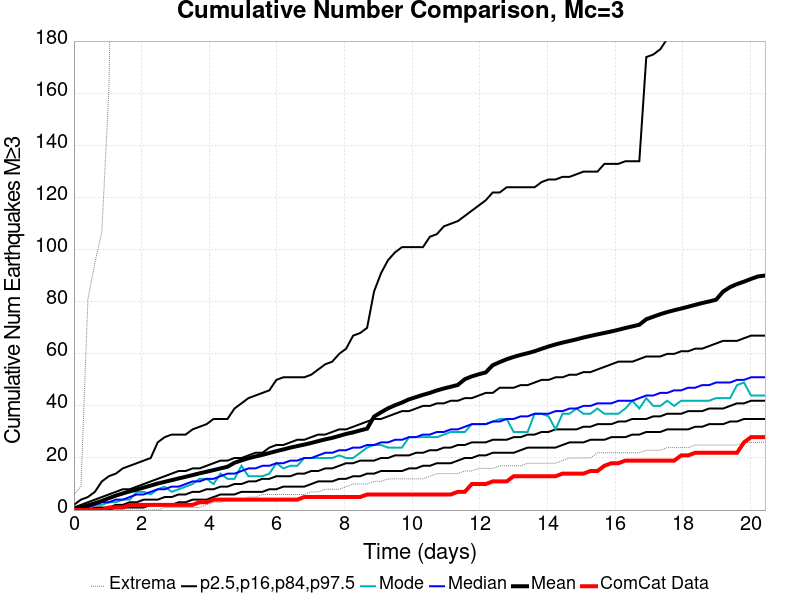 Cumulative Number Comparison, Mc=3
Cumulative Num Earthquakes M≥3
180
160
140
120
100
80
60
40
20
0
0 2 4 6 8 10 12 14 16 18 20
Time (days)
Extrema p2.5,p16,p84,p97.5 Mode Median Mean ComCat Data